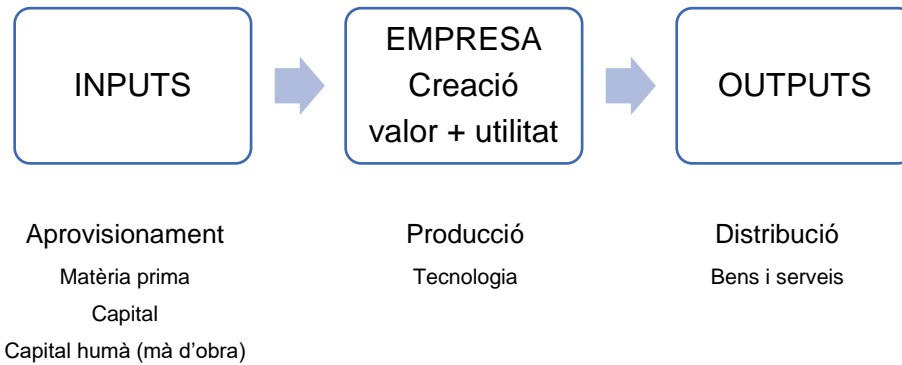 INPUTS
EMPRESA
Creació
valor + utilitat
OUTPUTS
Aprovisionament
Matèria prima
Capital
Capital humà (mà d'obra)
Producció
Tecnologia
Distribució
Bens i serveis